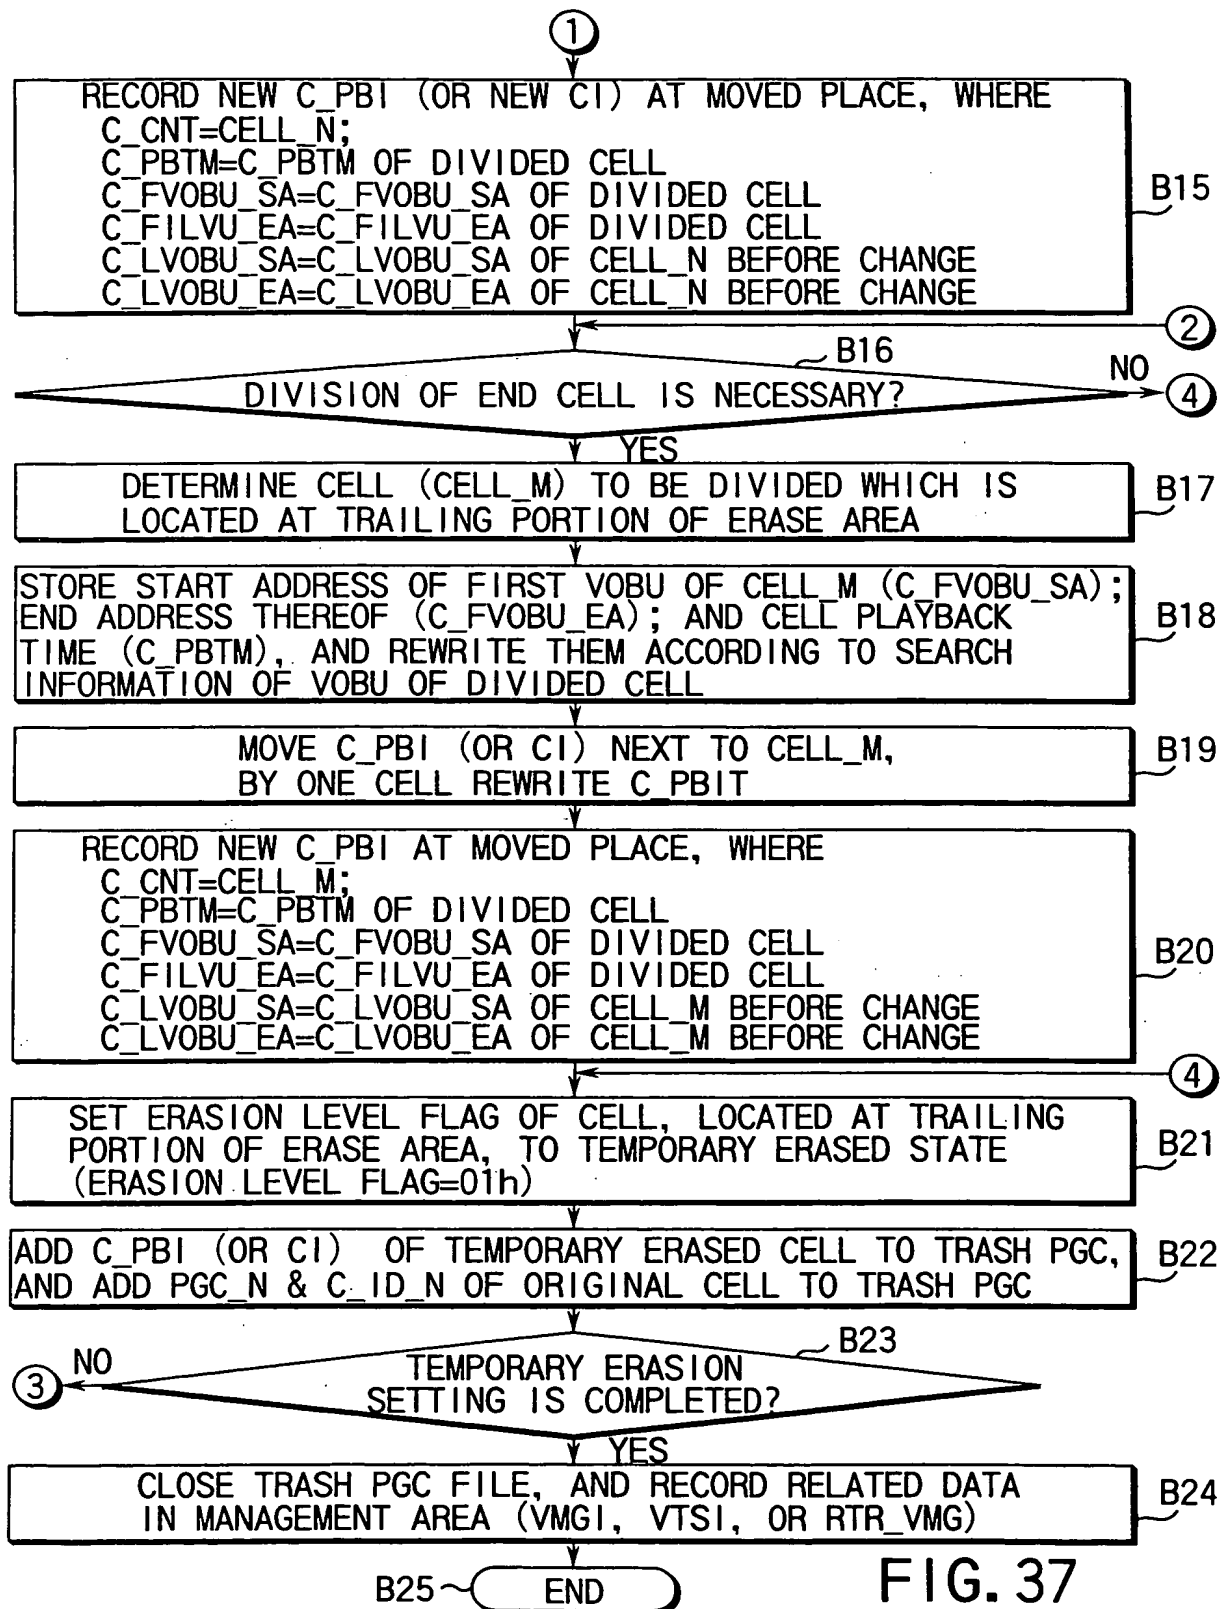 1
RECORD NEW C_PBI (OR NEW CI) AT MOVED PLACE, WHERE
C_CNT=CELL_N;
C_PBTM=C_PBTM OF DIVIDED CELL
C_FVOBU_SA=C_FVOBU_SA OF DIVIDED CELL
C_FILVU_EA=C_FILVU_EA OF DIVIDED CELL
C_LVOBU_SA=C_LVOBU_SA OF CELL_N BEFORE CHANGE
C_LVOBU_EA=C_LVOBU_EA OF CELL_N BEFORE CHANGE
B15
2
B16
DIVISION OF END CELL IS NECESSARY?
NO
4
YES
DETERMINE CELL (CELL_M) TO BE DIVIDED WHICH IS
LOCATED AT TRAILING PORTION OF ERASE AREA
B17
STORE START ADDRESS OF FIRST VOBU OF CELL_M (C_FVOBU_SA);
END ADDRESS THEREOF (C_FVOBU_EA); AND CELL PLAYBACK
TIME (C_PBTM), AND REWRITE THEM ACCORDING TO SEARCH
INFORMATION OF VOBU OF DIVIDED CELL
B18
MOVE C_PBI (OR CI) NEXT TO CELL_M,
BY ONE CELL REWRITE C_PBIT
B19
RECORD NEW C_PBI AT MOVED PLACE, WHERE
C_CNT=CELL_M;
C_PBTM=C_PBTM OF DIVIDED CELL
C_FVOBU_SA=C_FVOBU_SA OF DIVIDED CELL
C_FILVU_EA=C_FILVU_EA OF DIVIDED CELL
C_LVOBU_SA=C_LVOBU_SA OF CELL_M BEFORE CHANGE
C_LVOBU_EA=C_LVOBU_EA OF CELL_M BEFORE CHANGE
B20
4
SET ERASION LEVEL FLAG OF CELL, LOCATED AT TRAILING
PORTION OF ERASE AREA, TO TEMPORARY ERASED STATE
(ERASION LEVEL FLAG=01h)
B21
ADD C_PBI (OR CI) OF TEMPORARY ERASED CELL TO TRASH PGC,
AND ADD PGC_N & C_ID_N OF ORIGINAL CELL TO TRASH PGC
B22
B23
3
NO
TEMPORARY ERASION
SETTING IS COMPLETED?
YES
CLOSE TRASH PGC FILE, AND RECORD RELATED DATA
IN MANAGEMENT AREA (VMGI, VTSI, OR RTR_VMG)
B24
B25
END
FIG. 37